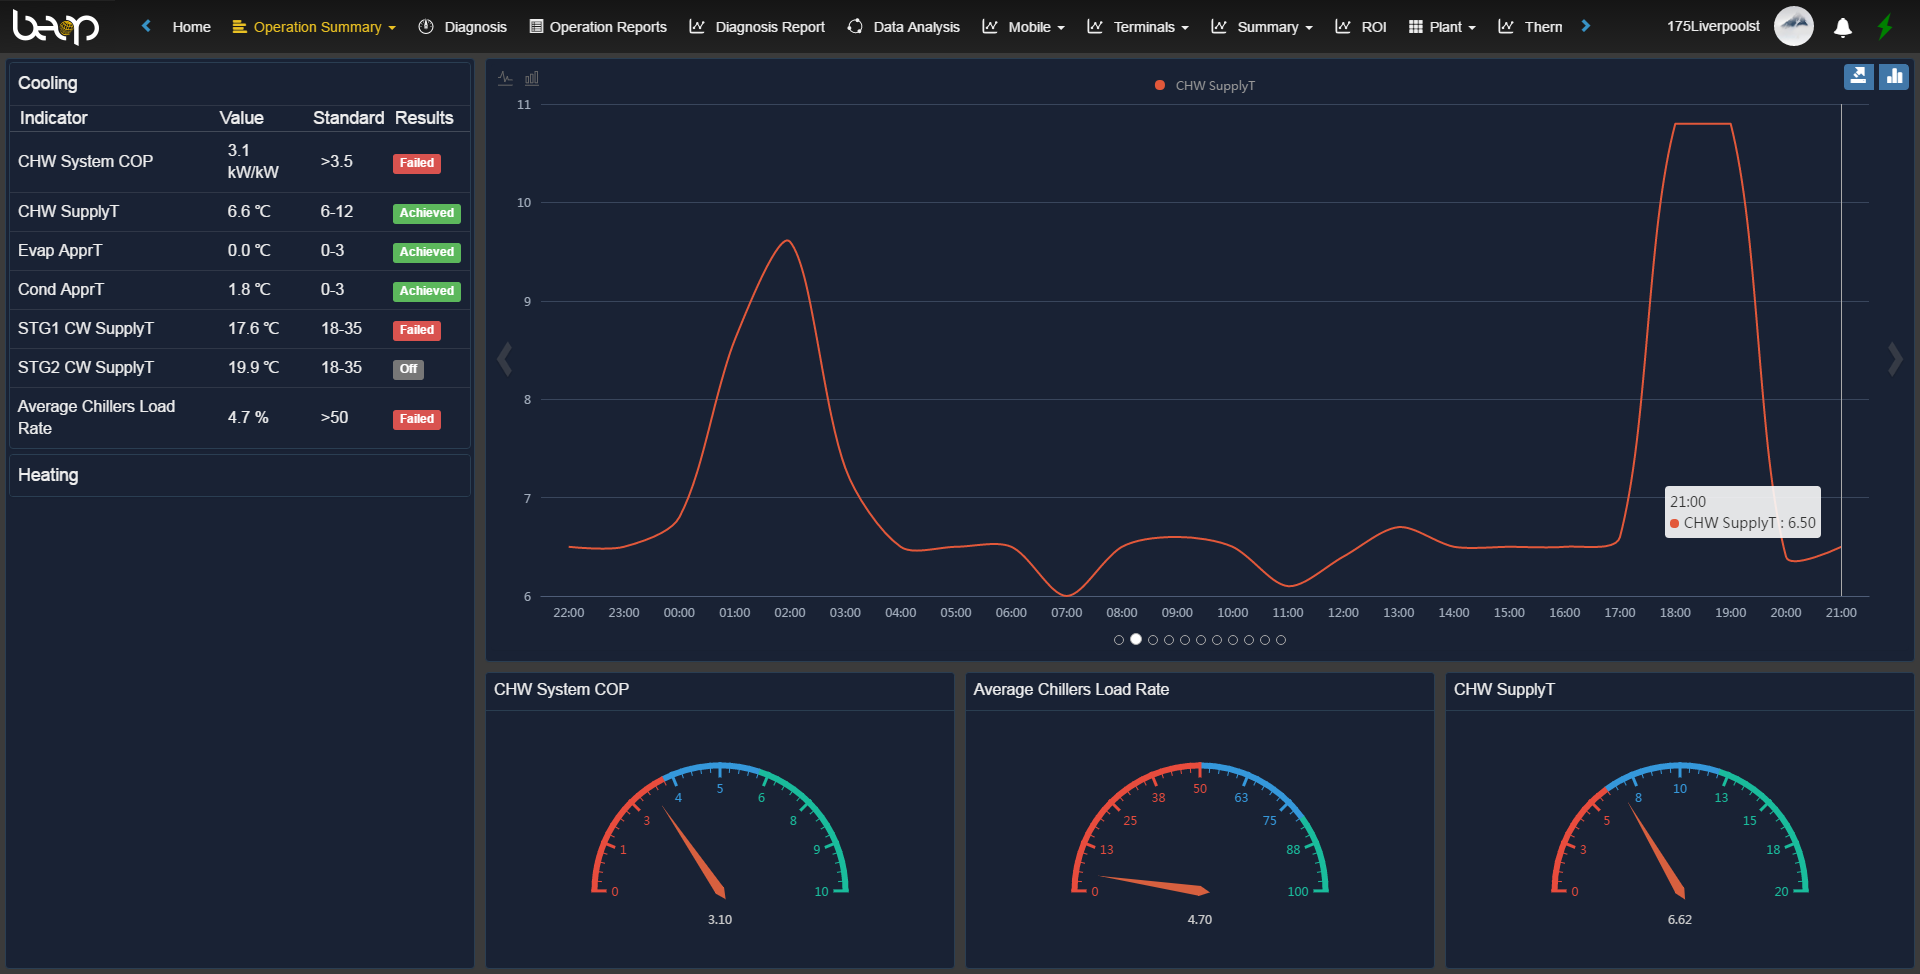 beop
Home Operation Summary Diagnosis Operation Reports Diagnosis Report Data Analysis Mobile Terminals Summary ROI Plant Therm 175Liverpoolst
Cooling
Indicator Value Standard Results
CHW System COP 3.1 kW/kW >3.5 Failed
CHW SupplyT 6.6 ℃ 6-12 Achieved
Evap ApprT 0.0 ℃ 0-3 Achieved
Cond ApprT 1.8 ℃ 0-3 Achieved
STG1 CW SupplyT 17.6 ℃ 18-35 Failed
STG2 CW SupplyT 19.9 ℃ 18-35 Off
Average Chillers Load Rate 4.7 % >50 Failed
Heating
CHW SupplyT
11
10
9
8
7
6
21:00
CHW SupplyT : 6.50
22:00 23:00 00:00 01:00 02:00 03:00 04:00 05:00 06:00 07:00 08:00 09:00 10:00 11:00 12:00 13:00 14:00 15:00 16:00 17:00 18:00 19:00 20:00 21:00
CHW System COP
0 1 3 4 5 6 8 9 10
3.10
Average Chillers Load Rate
0 13 25 38 50 63 75 88 100
4.70
CHW SupplyT
0 3 5 8 10 13 15 18 20
6.62